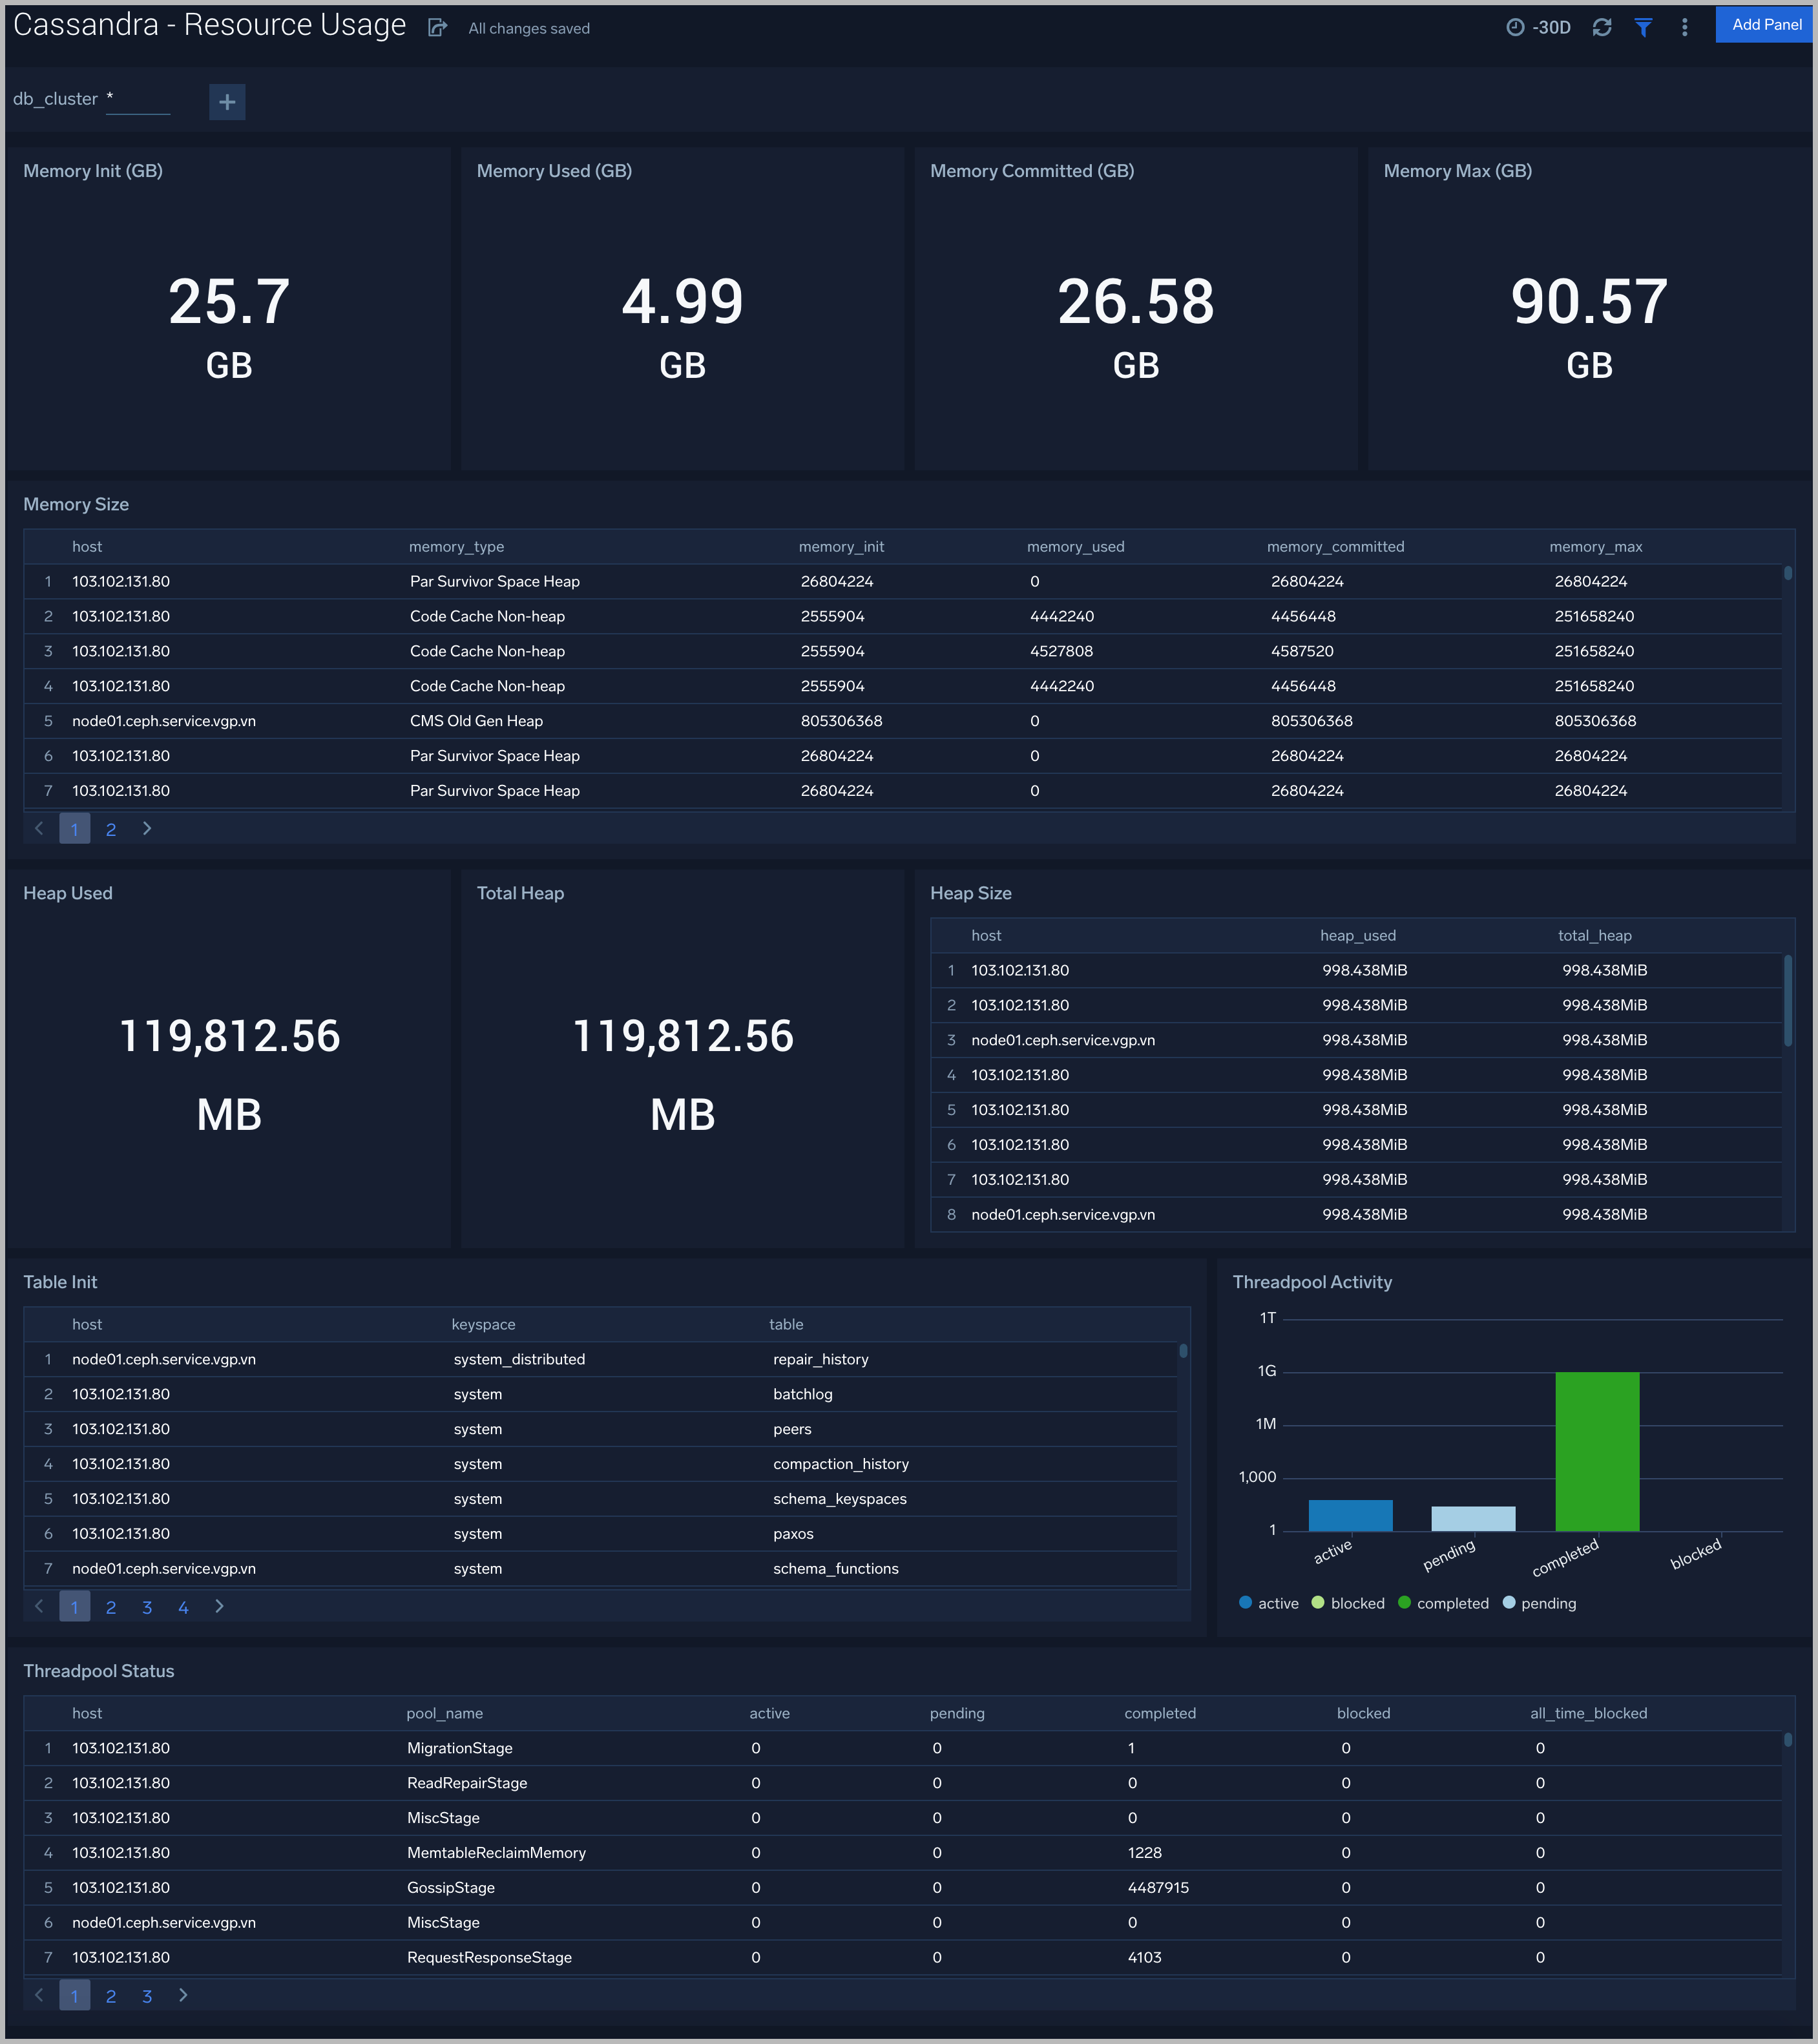 Cassandra - Resource Usage All changes saved -30D Add Panel
db_cluster * +
Memory Init (GB) Memory Used (GB) Memory Committed (GB) Memory Max (GB)
25.7 4.99 26.58 90.57
GB GB GB GB
Memory Size
host memory_type memory_init memory_used memory_committed memory_max
1 103.102.131.80 Par Survivor Space Heap 26804224 0 26804224 26804224
2 103.102.131.80 Code Cache Non-heap 2555904 4442240 4456448 251658240
3 103.102.131.80 Code Cache Non-heap 2555904 4527808 4587520 251658240
4 103.102.131.80 Code Cache Non-heap 2555904 4442240 4456448 251658240
5 node01.ceph.service.vgp.vn CMS Old Gen Heap 805306368 0 805306368 805306368
6 103.102.131.80 Par Survivor Space Heap 26804224 0 26804224 26804224
7 103.102.131.80 Par Survivor Space Heap 26804224 0 26804224 26804224
1 2
Heap Used
119,812.56
MB
Total Heap
119,812.56
MB
Heap Size
host heap_used total_heap
1 103.102.131.80 998.438MiB 998.438MiB
2 103.102.131.80 998.438MiB 998.438MiB
3 node01.ceph.service.vgp.vn 998.438MiB 998.438MiB
4 103.102.131.80 998.438MiB 998.438MiB
5 103.102.131.80 998.438MiB 998.438MiB
6 103.102.131.80 998.438MiB 998.438MiB
7 103.102.131.80 998.438MiB 998.438MiB
8 node01.ceph.service.vgp.vn 998.438MiB 998.438MiB
Table Init
host keyspace table
1 node01.ceph.service.vgp.vn system_distributed repair_history
2 103.102.131.80 system batchlog
3 103.102.131.80 system peers
4 103.102.131.80 system compaction_history
5 103.102.131.80 system schema_keyspaces
6 103.102.131.80 system paxos
7 node01.ceph.service.vgp.vn system schema_functions
1 2 3 4
Threadpool Activity
1T
1G
1M
1,000
1
active pending completed blocked
active blocked completed pending
Threadpool Status
host pool_name active pending completed blocked all_time_blocked
1 103.102.131.80 MigrationStage 0 0 1 0 0
2 103.102.131.80 ReadRepairStage 0 0 0 0 0
3 103.102.131.80 MiscStage 0 0 0 0 0
4 103.102.131.80 MemtableReclaimMemory 0 0 1228 0 0
5 103.102.131.80 GossipStage 0 0 4487915 0 0
6 node01.ceph.service.vgp.vn MiscStage 0 0 0 0 0
7 103.102.131.80 RequestResponseStage 0 0 4103 0 0
1 2 3